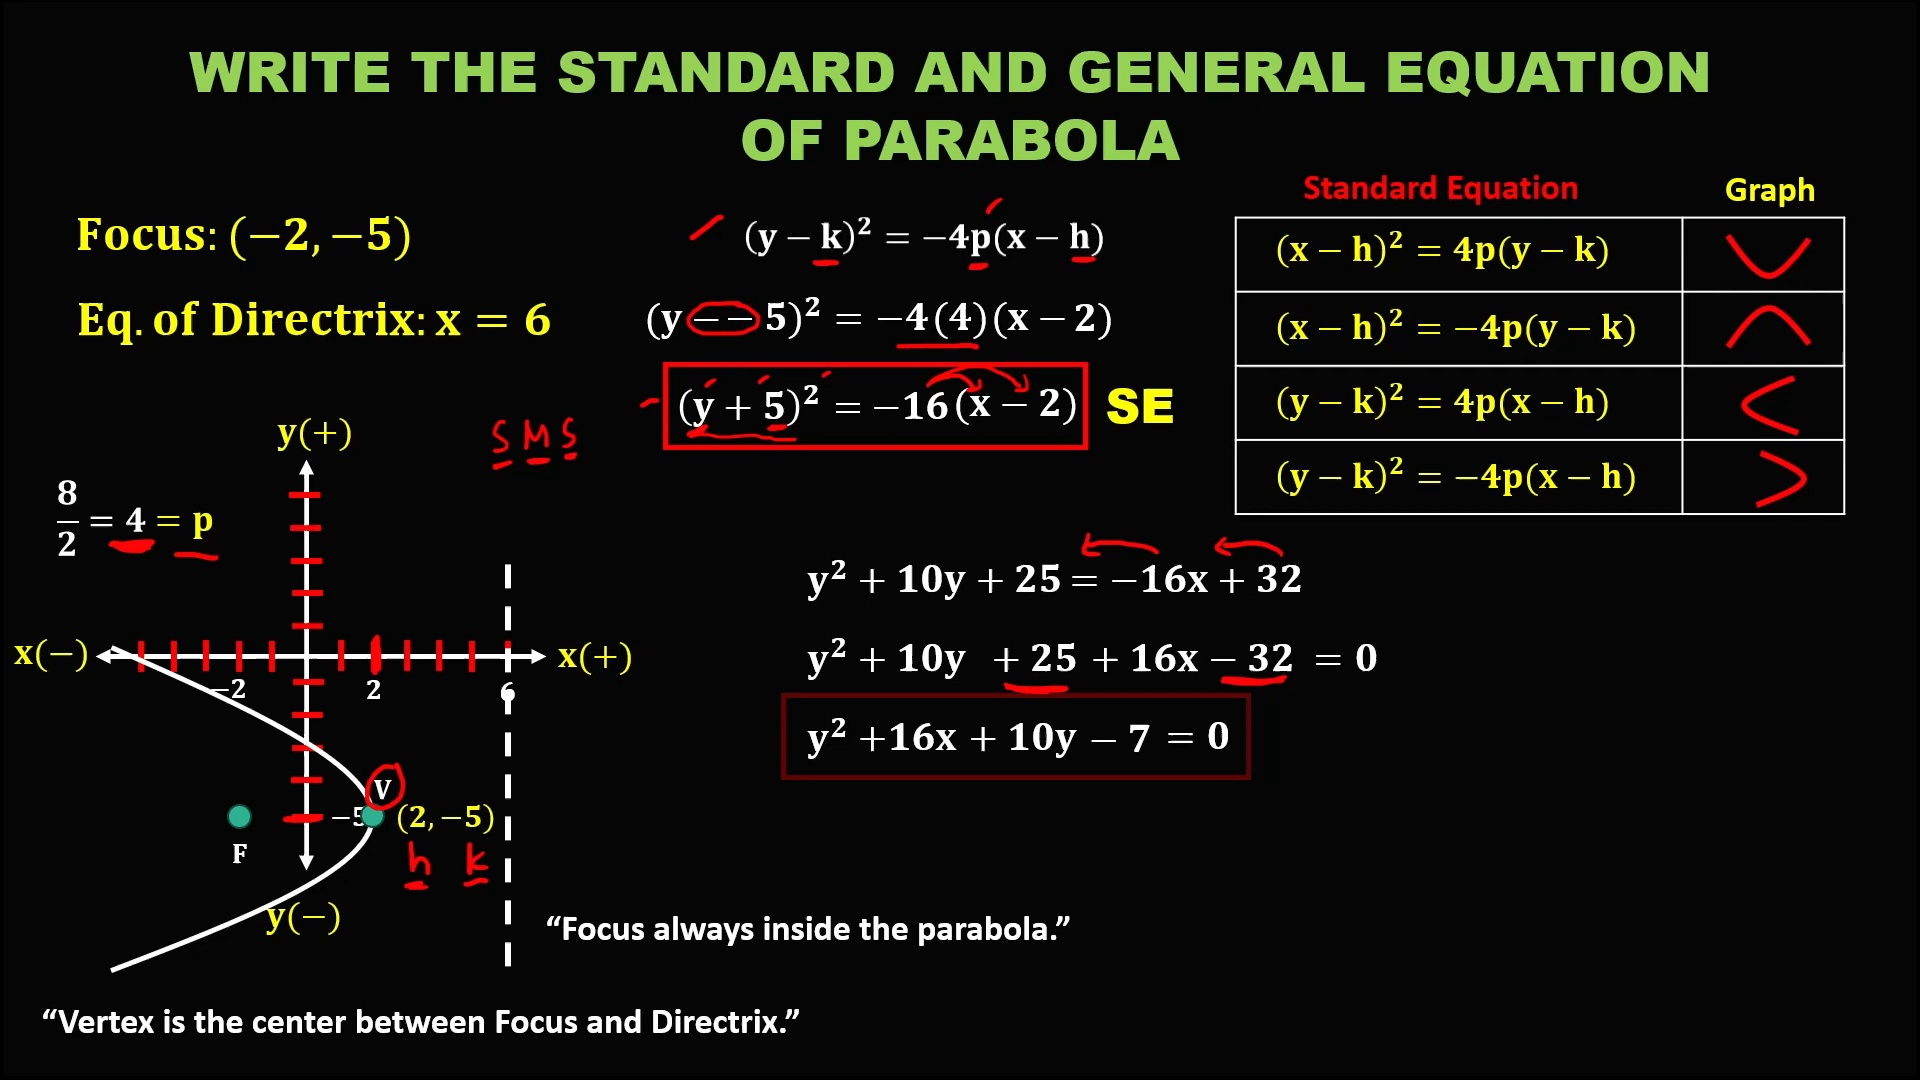 WRITE THE STANDARD AND GENERAL EQUATION
OF PARABOLA
Focus: (−2, −5)
Eq. of Directrix: x = 6
(y − k)² = −4p(x − h)
(y − − 5)² = −4(4)(x − 2)
(y + 5)² = −16(x − 2)
SE
Standard Equation
Graph
(x − h)² = 4p(y − k)
(x − h)² = −4p(y − k)
(y − k)² = 4p(x − h)
(y − k)² = −4p(x − h)
SMS
8/2 = 4 = p
y(+)
x(−)
x(+)
−2
2
6
V
−5
(2, −5)
F
h k
y(−)
y² + 10y + 25 = −16x + 32
y² + 10y + 25 + 16x − 32 = 0
y² +16x + 10y − 7 = 0
“Focus always inside the parabola.”
“Vertex is the center between Focus and Directrix.”